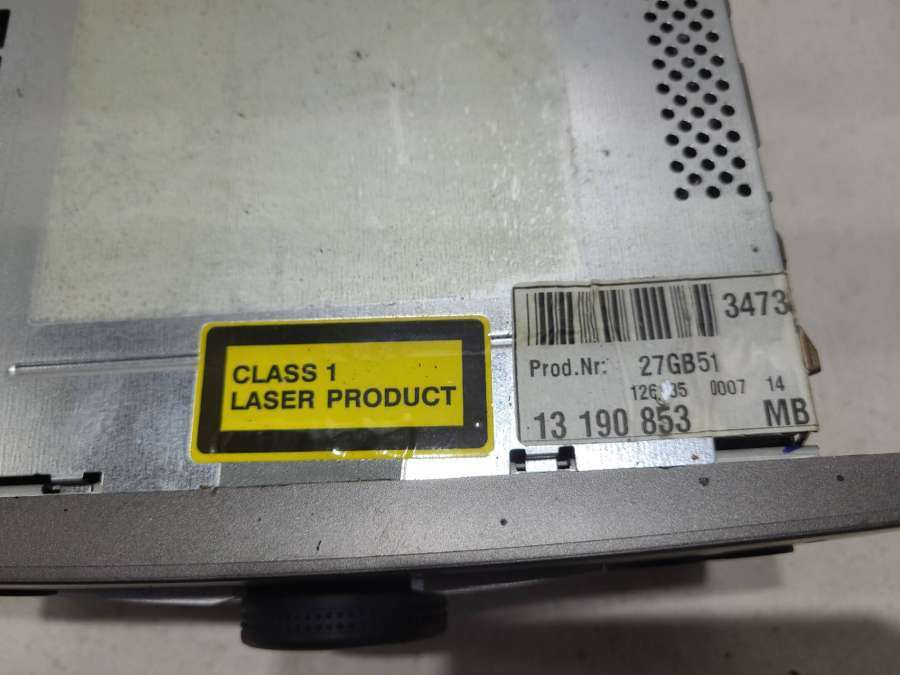 CLASS 1
LASER PRODUCT
3473
Prod.Nr: 27GB51
0007 14
13 190 853 MB